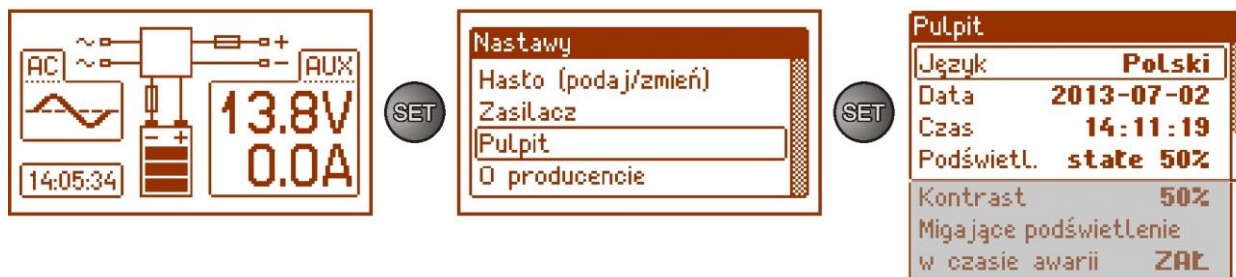 AC
AUX
13.8V
0.0A
- +
14:05:34
SET
Nastawy
Hasło (podaj/zmień)
Zasilacz
Pulpit
O producencie
SET
Pulpit
Język Polski
Data 2013-07-02
Czas 14:11:19
Podświetl. stałe 50%
Kontrast 50%
Migające podświetlenie
w czasie awarii ZAŁ